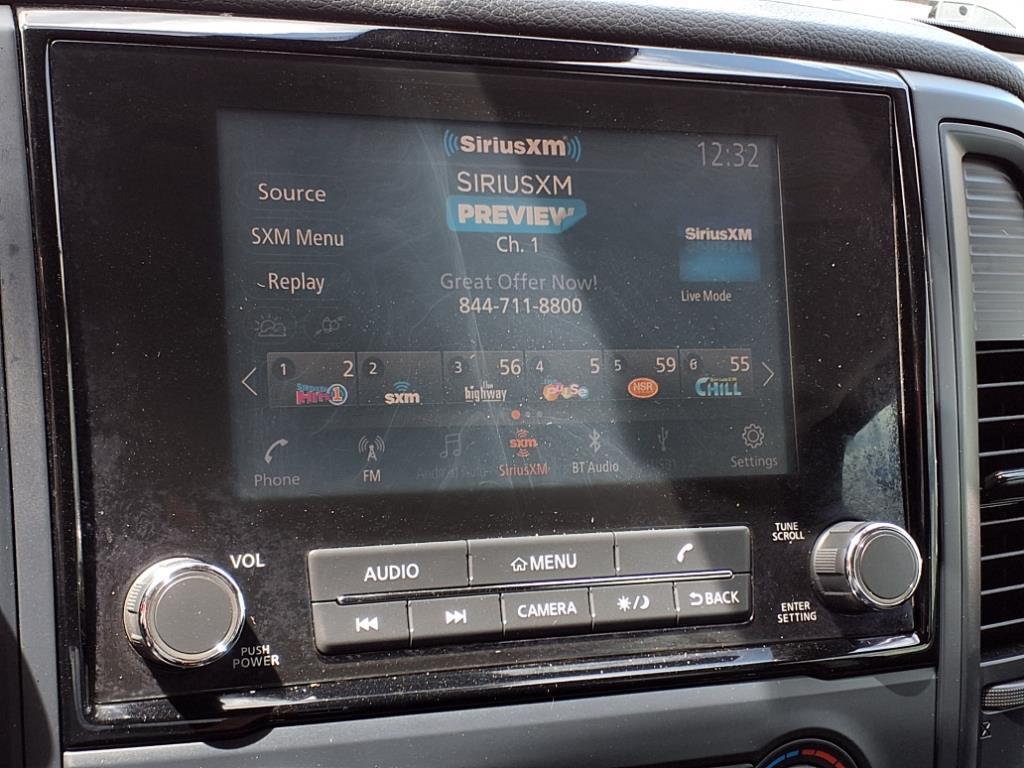 SiriusXM
12:32
SIRIUSXM
PREVIEW
Source
SXM Menu
Ch. 1
SiriusXM
Replay
Great Offer Now!
844-711-8800
Live Mode
1 2
2 sxm
3 56 the highway
4 5
5 59 NSR
6 55 CHILL
Phone
FM
sxm
SiriusXM
BT Audio
Settings
VOL
PUSH
POWER
AUDIO
MENU
CAMERA
BACK
TUNE
SCROLL
ENTER
SETTING